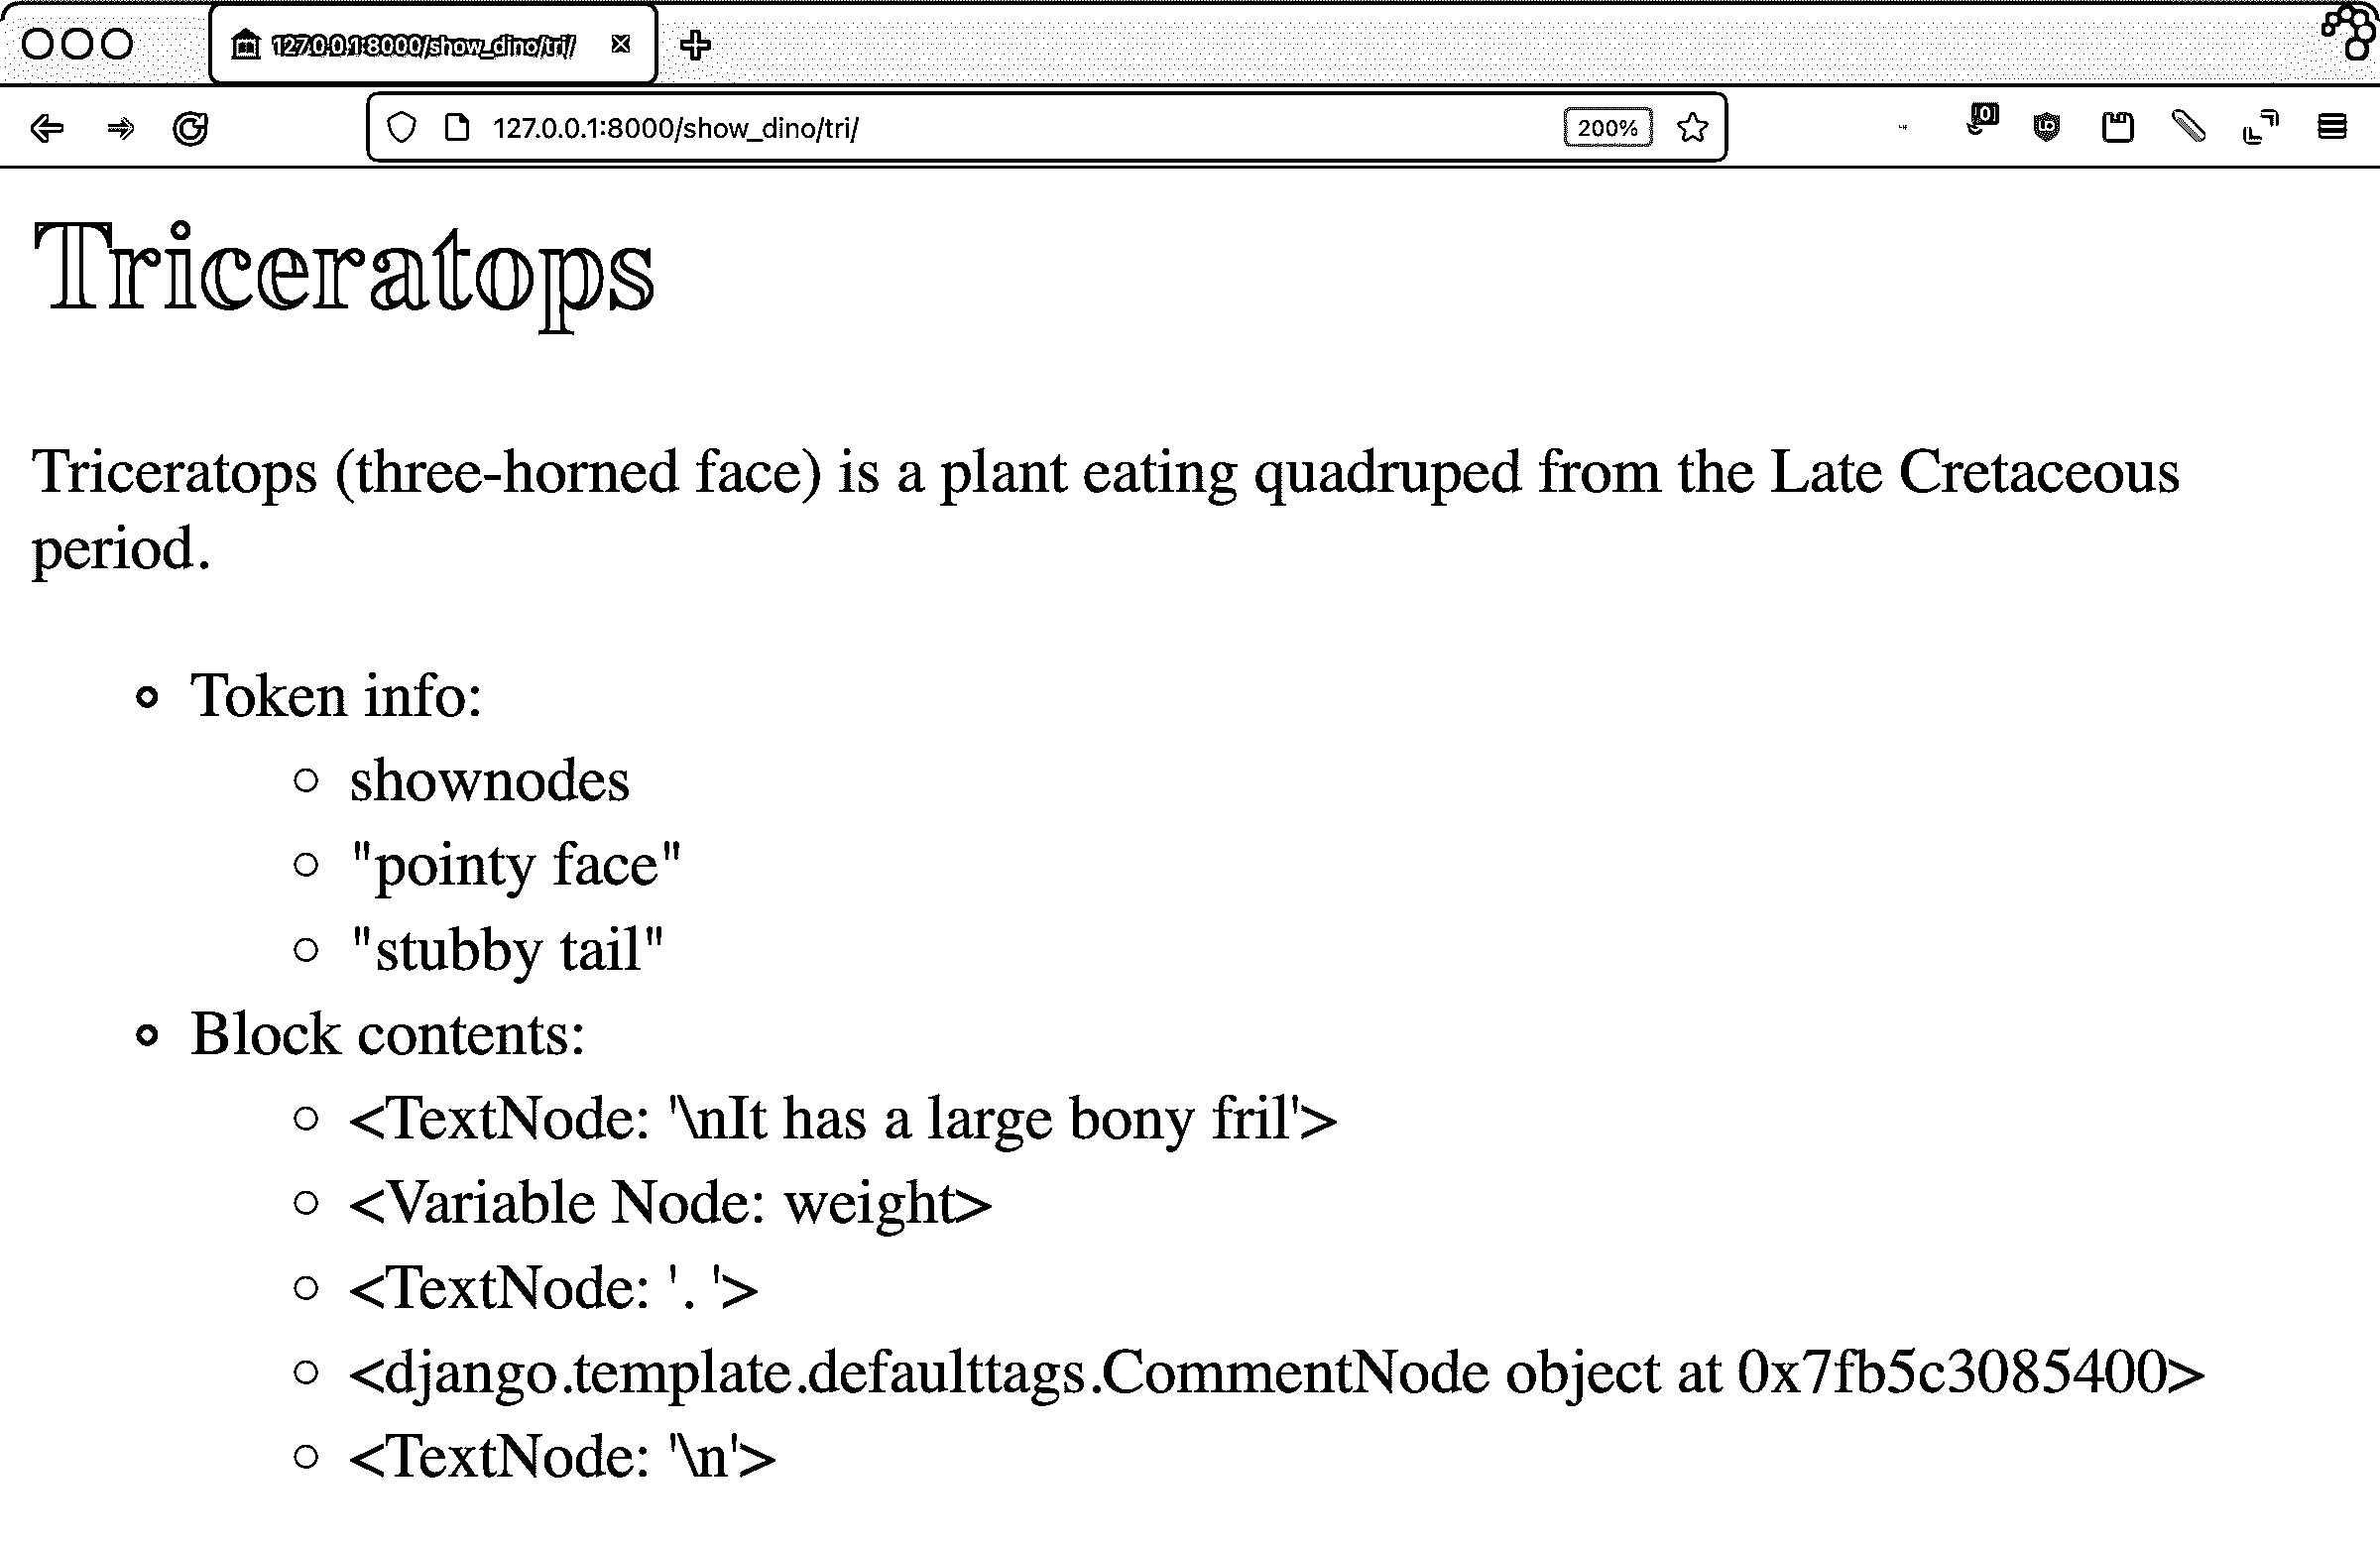 127.0.0.1:8000/show_dino/tri/
127.0.0.1:8000/show_dino/tri/
200%
Triceratops
Triceratops (three-horned face) is a plant eating quadruped from the Late Cretaceous
period.
Token info:
shownodes
"pointy face"
"stubby tail"
Block contents:
<TextNode: '\nIt has a large bony fril'>
<Variable Node: weight>
<TextNode: '. '>
<django.template.defaulttags.CommentNode object at 0x7fb5c3085400>
<TextNode: '\n'>